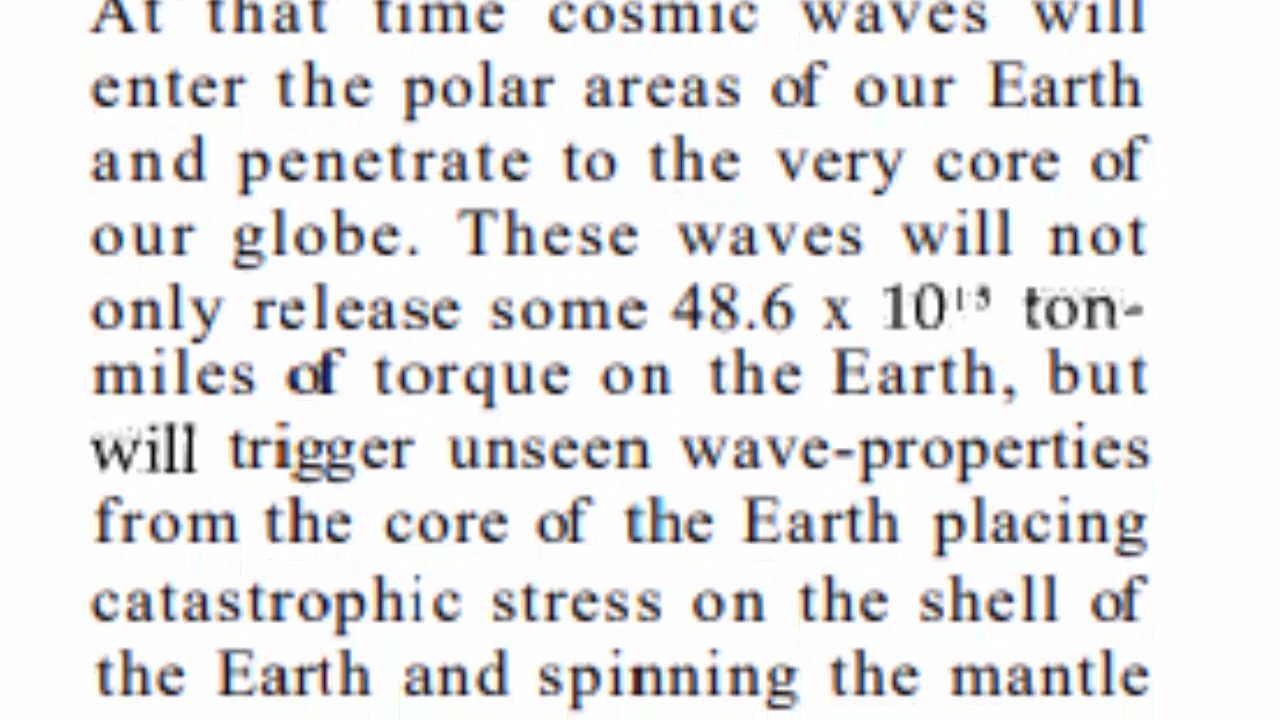 At that time cosmic waves will
enter the polar areas of our Earth
and penetrate to the very core of
our globe. These waves will not
only release some 48.6 x 10¹⁵ ton-
miles of torque on the Earth, but
will trigger unseen wave-properties
from the core of the Earth placing
catastrophic stress on the shell of
the Earth and spinning the mantle